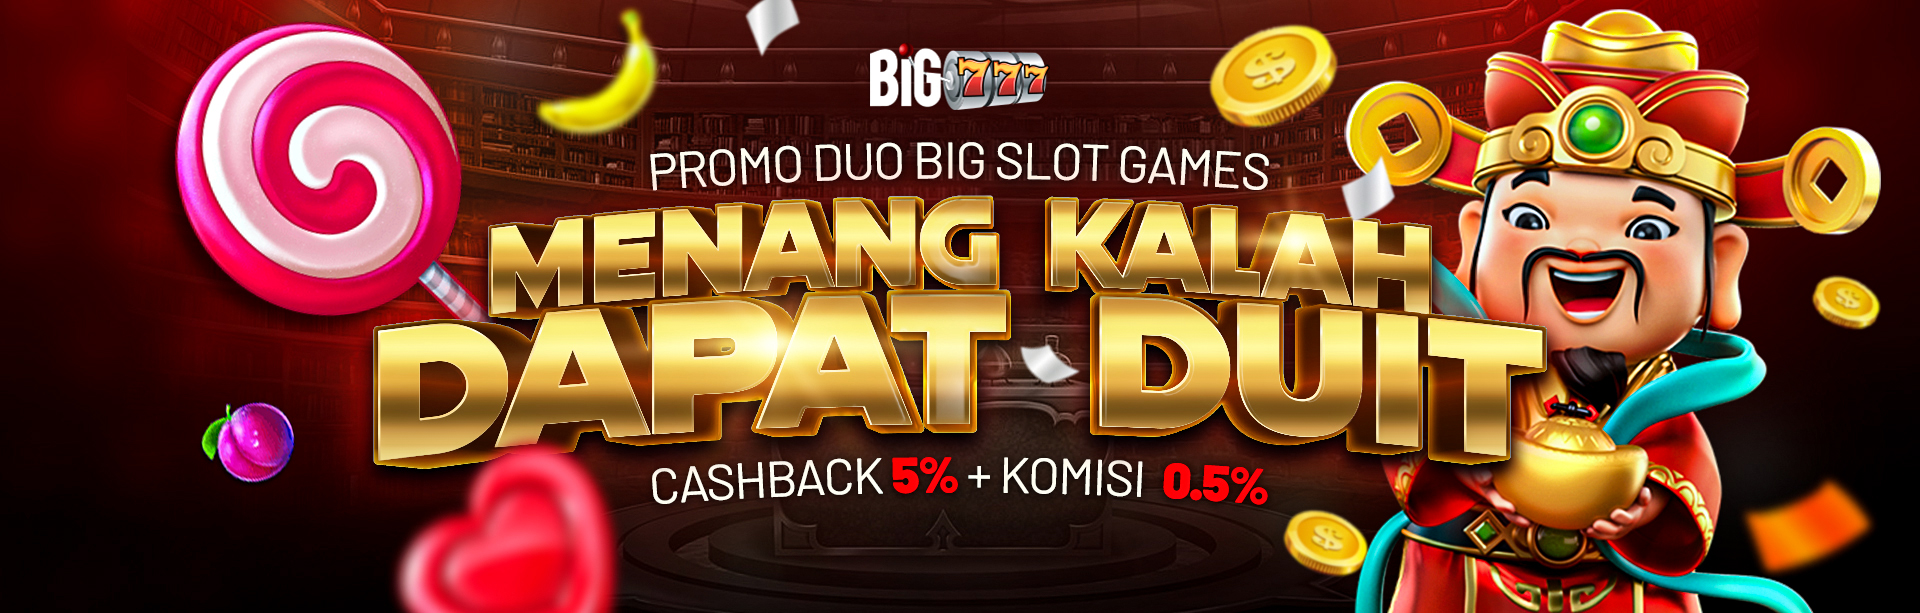 BiG777
PROMO DUO BIG SLOT GAMES
MENANG KALAH
DAPAT DUIT
CASHBACK 5% + KOMISI 0.5%